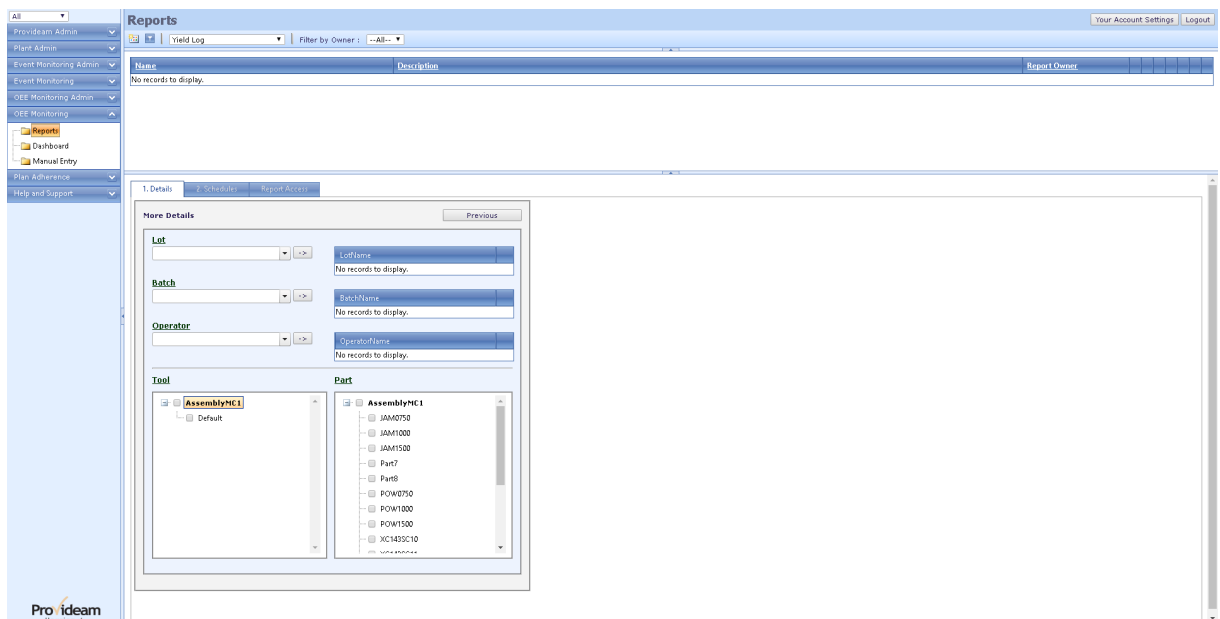 All
Reports
Your Account Settings Logout
Provideam Admin
Plant Admin
Event Monitoring Admin
Event Monitoring
OEE Monitoring Admin
OEE Monitoring
Reports
Dashboard
Manual Entry
Plan Adherence
Help and Support
Yield Log Filter by Owner : --All--
Name Description Report Owner
No records to display.
1. Details 2. Schedules Report Access
More Details Previous
Lot
-> LotName
No records to display.
Batch
-> BatchName
No records to display.
Operator
-> OperatorName
No records to display.
Tool Part
AssemblyMC1 AssemblyMC1
Default JAM0750
JAM1000
JAM1500
Part7
Part8
POW0750
POW1000
POW1500
XC143SC10
Provideam